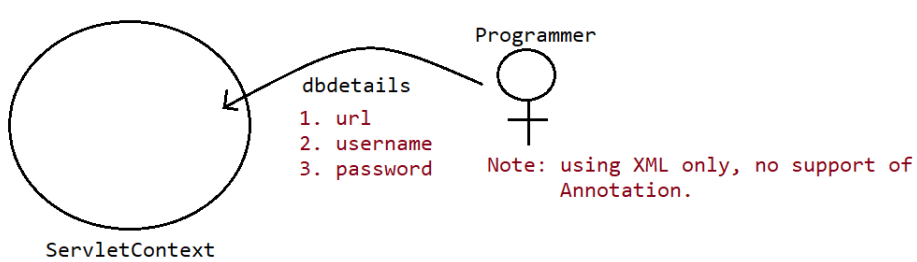 Programmer
dbdetails
1. url
2. username
3. password
Note: using XML only, no support of
Annotation.
ServletContext